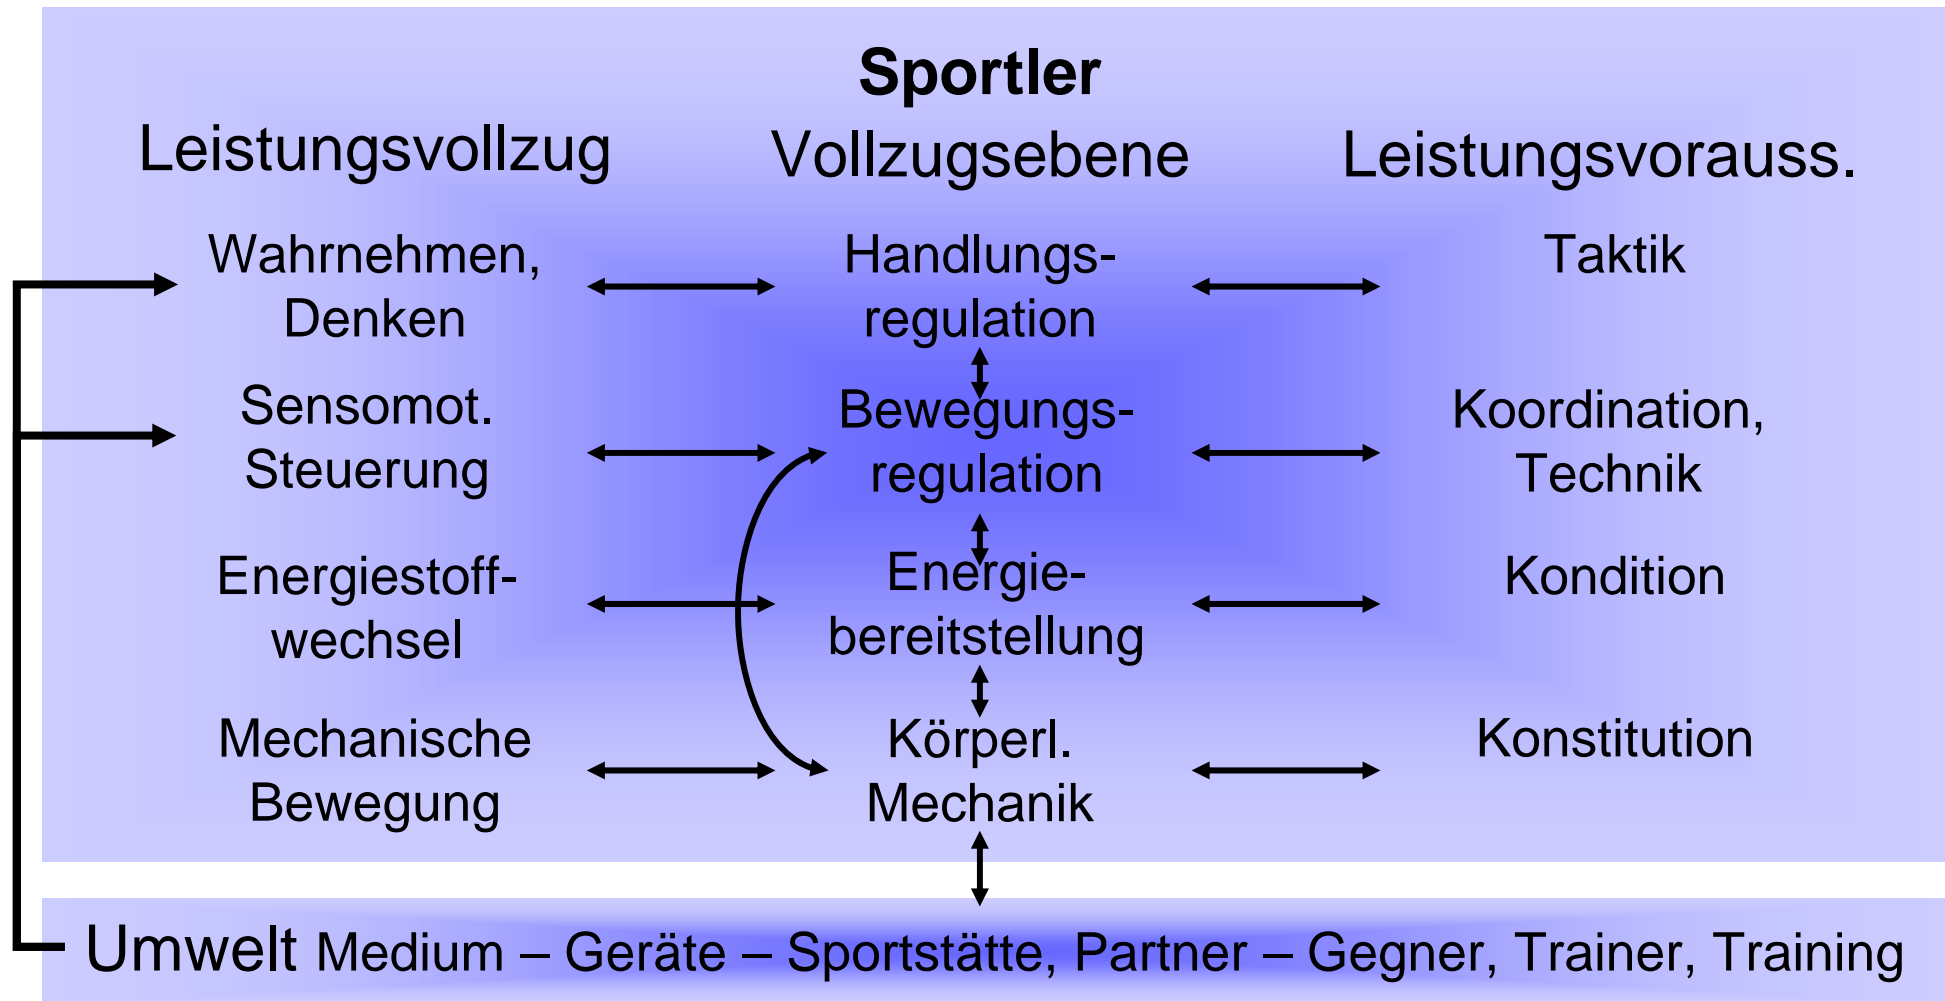 Sportler
Leistungsvollzug Vollzugsebene Leistungsvorauss.
Wahrnehmen, Handlungs- Taktik
Denken regulation
Sensomot. Bewegungs- Koordination,
Steuerung regulation Technik
Energiestoff- Energie- Kondition
wechsel bereitstellung
Mechanische Körperl. Konstitution
Bewegung Mechanik
Umwelt Medium – Geräte – Sportstätte, Partner – Gegner, Trainer, Training